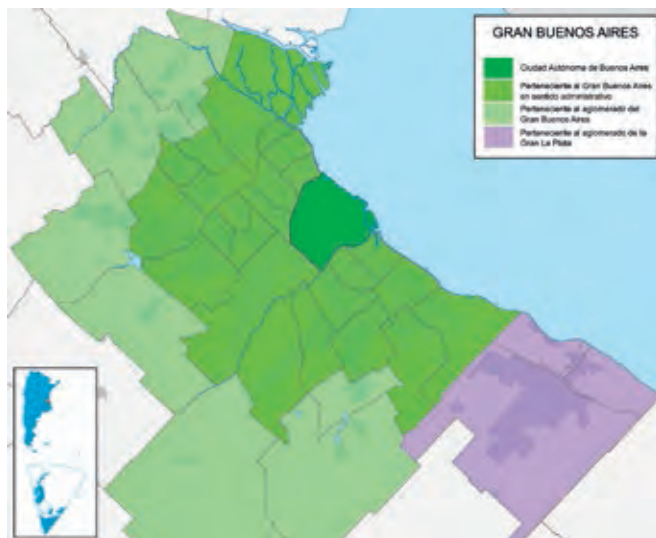 GRAN BUENOS AIRES
Ciudad Autónoma de Buenos Aires
Perteneciente al Gran Buenos Aires
en sentido administrativo
Perteneciente al aglomerado del
Gran Buenos Aires
Perteneciente al aglomerado de la
Gran La Plata